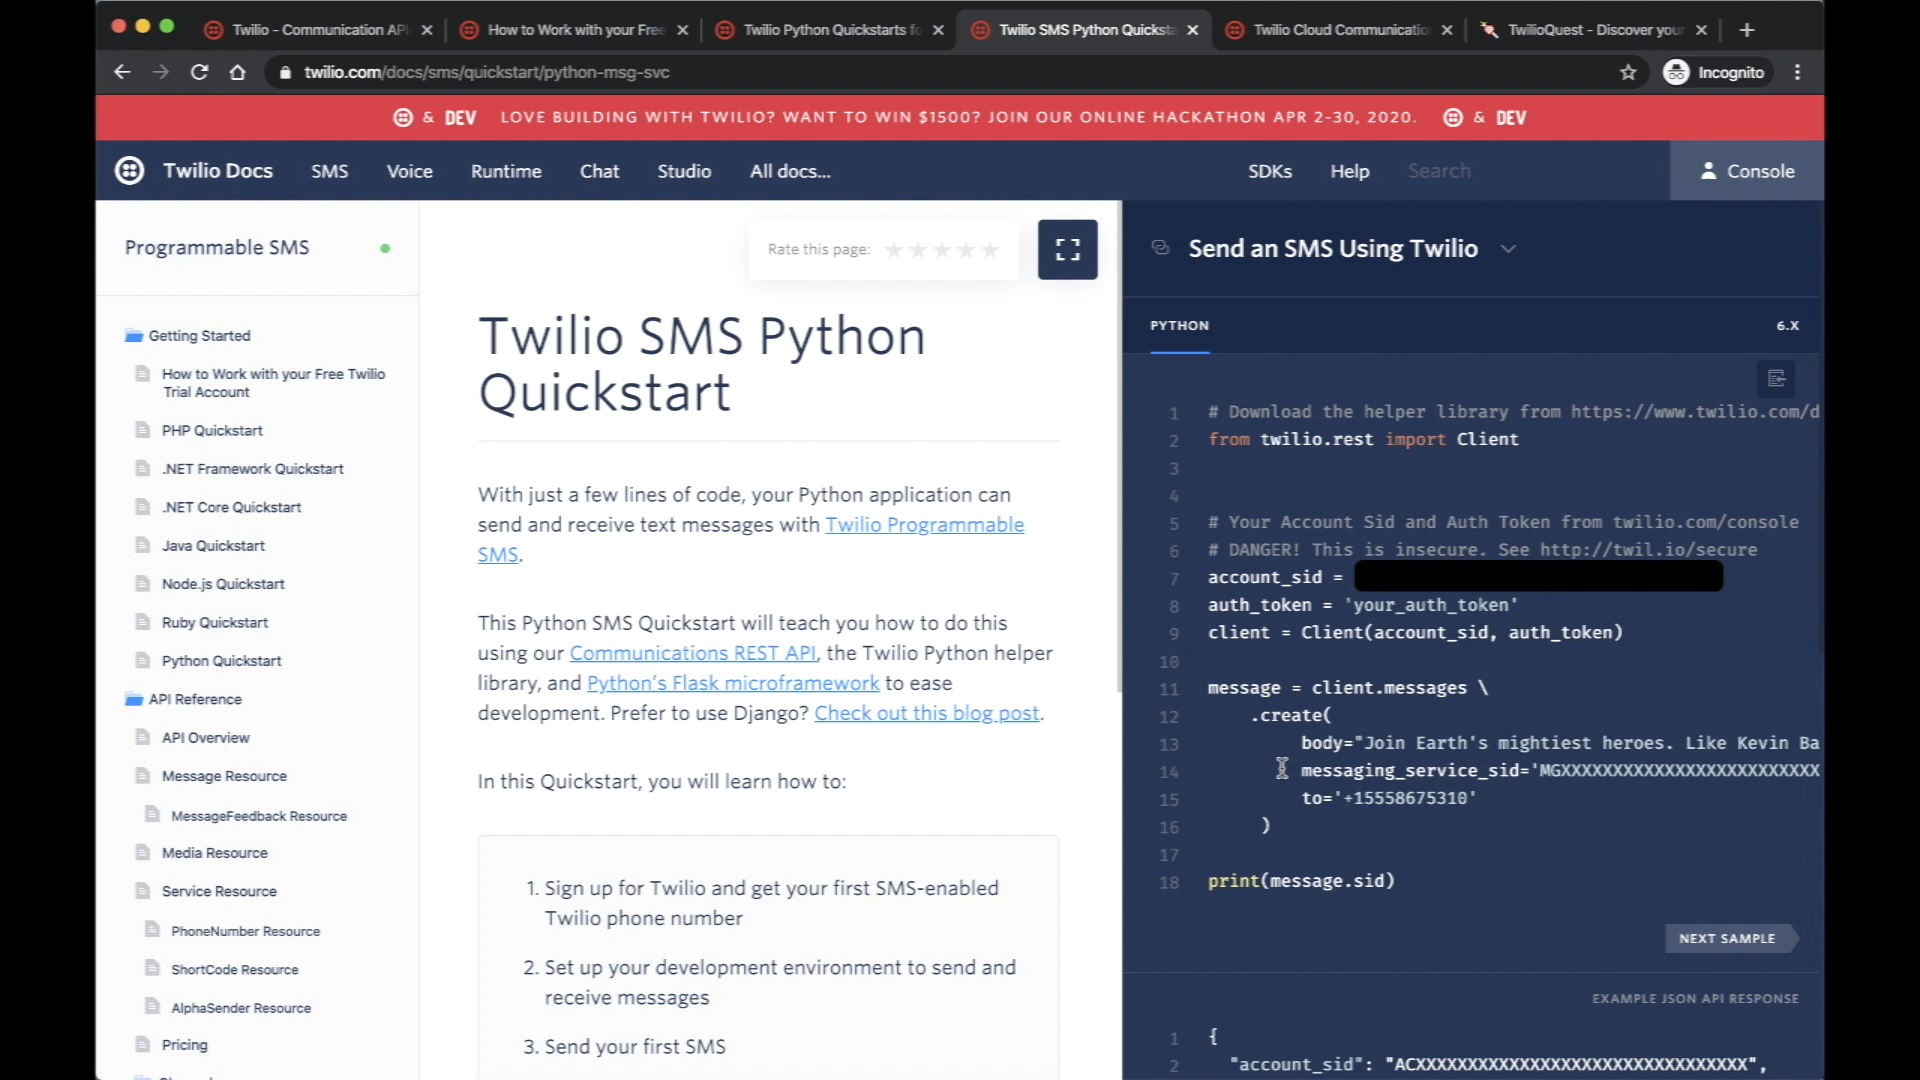 Twilio - Communication API
How to Work with your Free
Twilio Python Quickstarts fo
Twilio SMS Python Quicksta
Twilio Cloud Communicatio
TwilioQuest - Discover your
twilio.com/docs/sms/quickstart/python-msg-svc
Incognito
& DEV LOVE BUILDING WITH TWILIO? WANT TO WIN $1500? JOIN OUR ONLINE HACKATHON APR 2-30, 2020. & DEV
Twilio Docs SMS Voice Runtime Chat Studio All docs... SDKs Help Search Console
Programmable SMS
Getting Started
How to Work with your Free Twilio
Trial Account
PHP Quickstart
.NET Framework Quickstart
.NET Core Quickstart
Java Quickstart
Node.js Quickstart
Ruby Quickstart
Python Quickstart
API Reference
API Overview
Message Resource
MessageFeedback Resource
Media Resource
Service Resource
PhoneNumber Resource
ShortCode Resource
AlphaSender Resource
Pricing
Rate this page:
Twilio SMS Python
Quickstart
With just a few lines of code, your Python application can
send and receive text messages with Twilio Programmable
SMS.
This Python SMS Quickstart will teach you how to do this
using our Communications REST API, the Twilio Python helper
library, and Python's Flask microframework to ease
development. Prefer to use Django? Check out this blog post.
In this Quickstart, you will learn how to:
1. Sign up for Twilio and get your first SMS-enabled
Twilio phone number
2. Set up your development environment to send and
receive messages
3. Send your first SMS
Send an SMS Using Twilio
PYTHON 6.X
1 # Download the helper library from https://www.twilio.com/d
2 from twilio.rest import Client
3
4
5 # Your Account Sid and Auth Token from twilio.com/console
6 # DANGER! This is insecure. See http://twil.io/secure
7 account_sid =
8 auth_token = 'your_auth_token'
9 client = Client(account_sid, auth_token)
10
11 message = client.messages \
12 .create(
13 body="Join Earth's mightiest heroes. Like Kevin Ba
14 messaging_service_sid='MGXXXXXXXXXXXXXXXXXXXXXXXXXX
15 to='+15558675310'
16 )
17
18 print(message.sid)
NEXT SAMPLE
EXAMPLE JSON API RESPONSE
1 {
2 "account_sid": "ACXXXXXXXXXXXXXXXXXXXXXXXXXXXXXXXX",